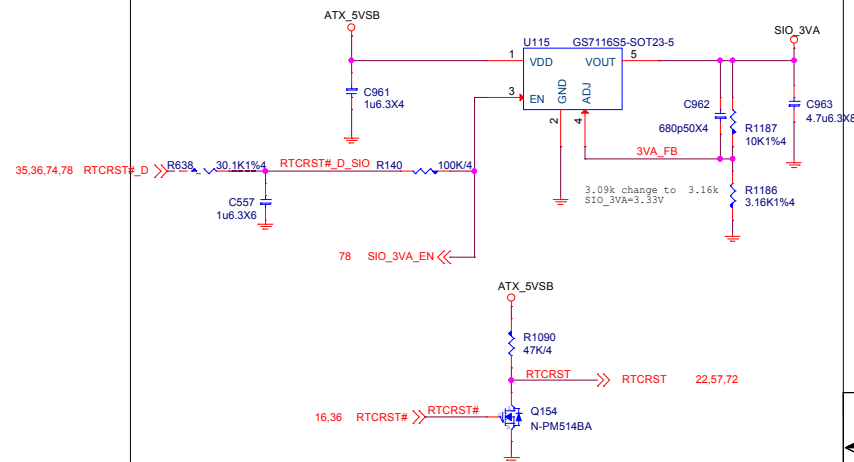 ATX_5VSB
U115 GS7116S5-SOT23-5
SIO_3VA
1 VDD VOUT 5
3 EN GND ADJ
2 4
C961
1u6.3X4
C962
680p50X4
C963
4.7u6.3X8
R1187
10K1%4
3VA_FB
35,36,74,78 RTCRST#_D R638 30.1K1%4 RTCRST#_D_SIO R140 100K/4
C557
1u6.3X6
3.09k change to 3.16k
SIO_3VA=3.33V
R1186
3.16K1%4
78 SIO_3VA_EN
ATX_5VSB
R1090
47K/4
RTCRST RTCRST 22,57,72
16,36 RTCRST# RTCRST#
Q154
N-PM514BA